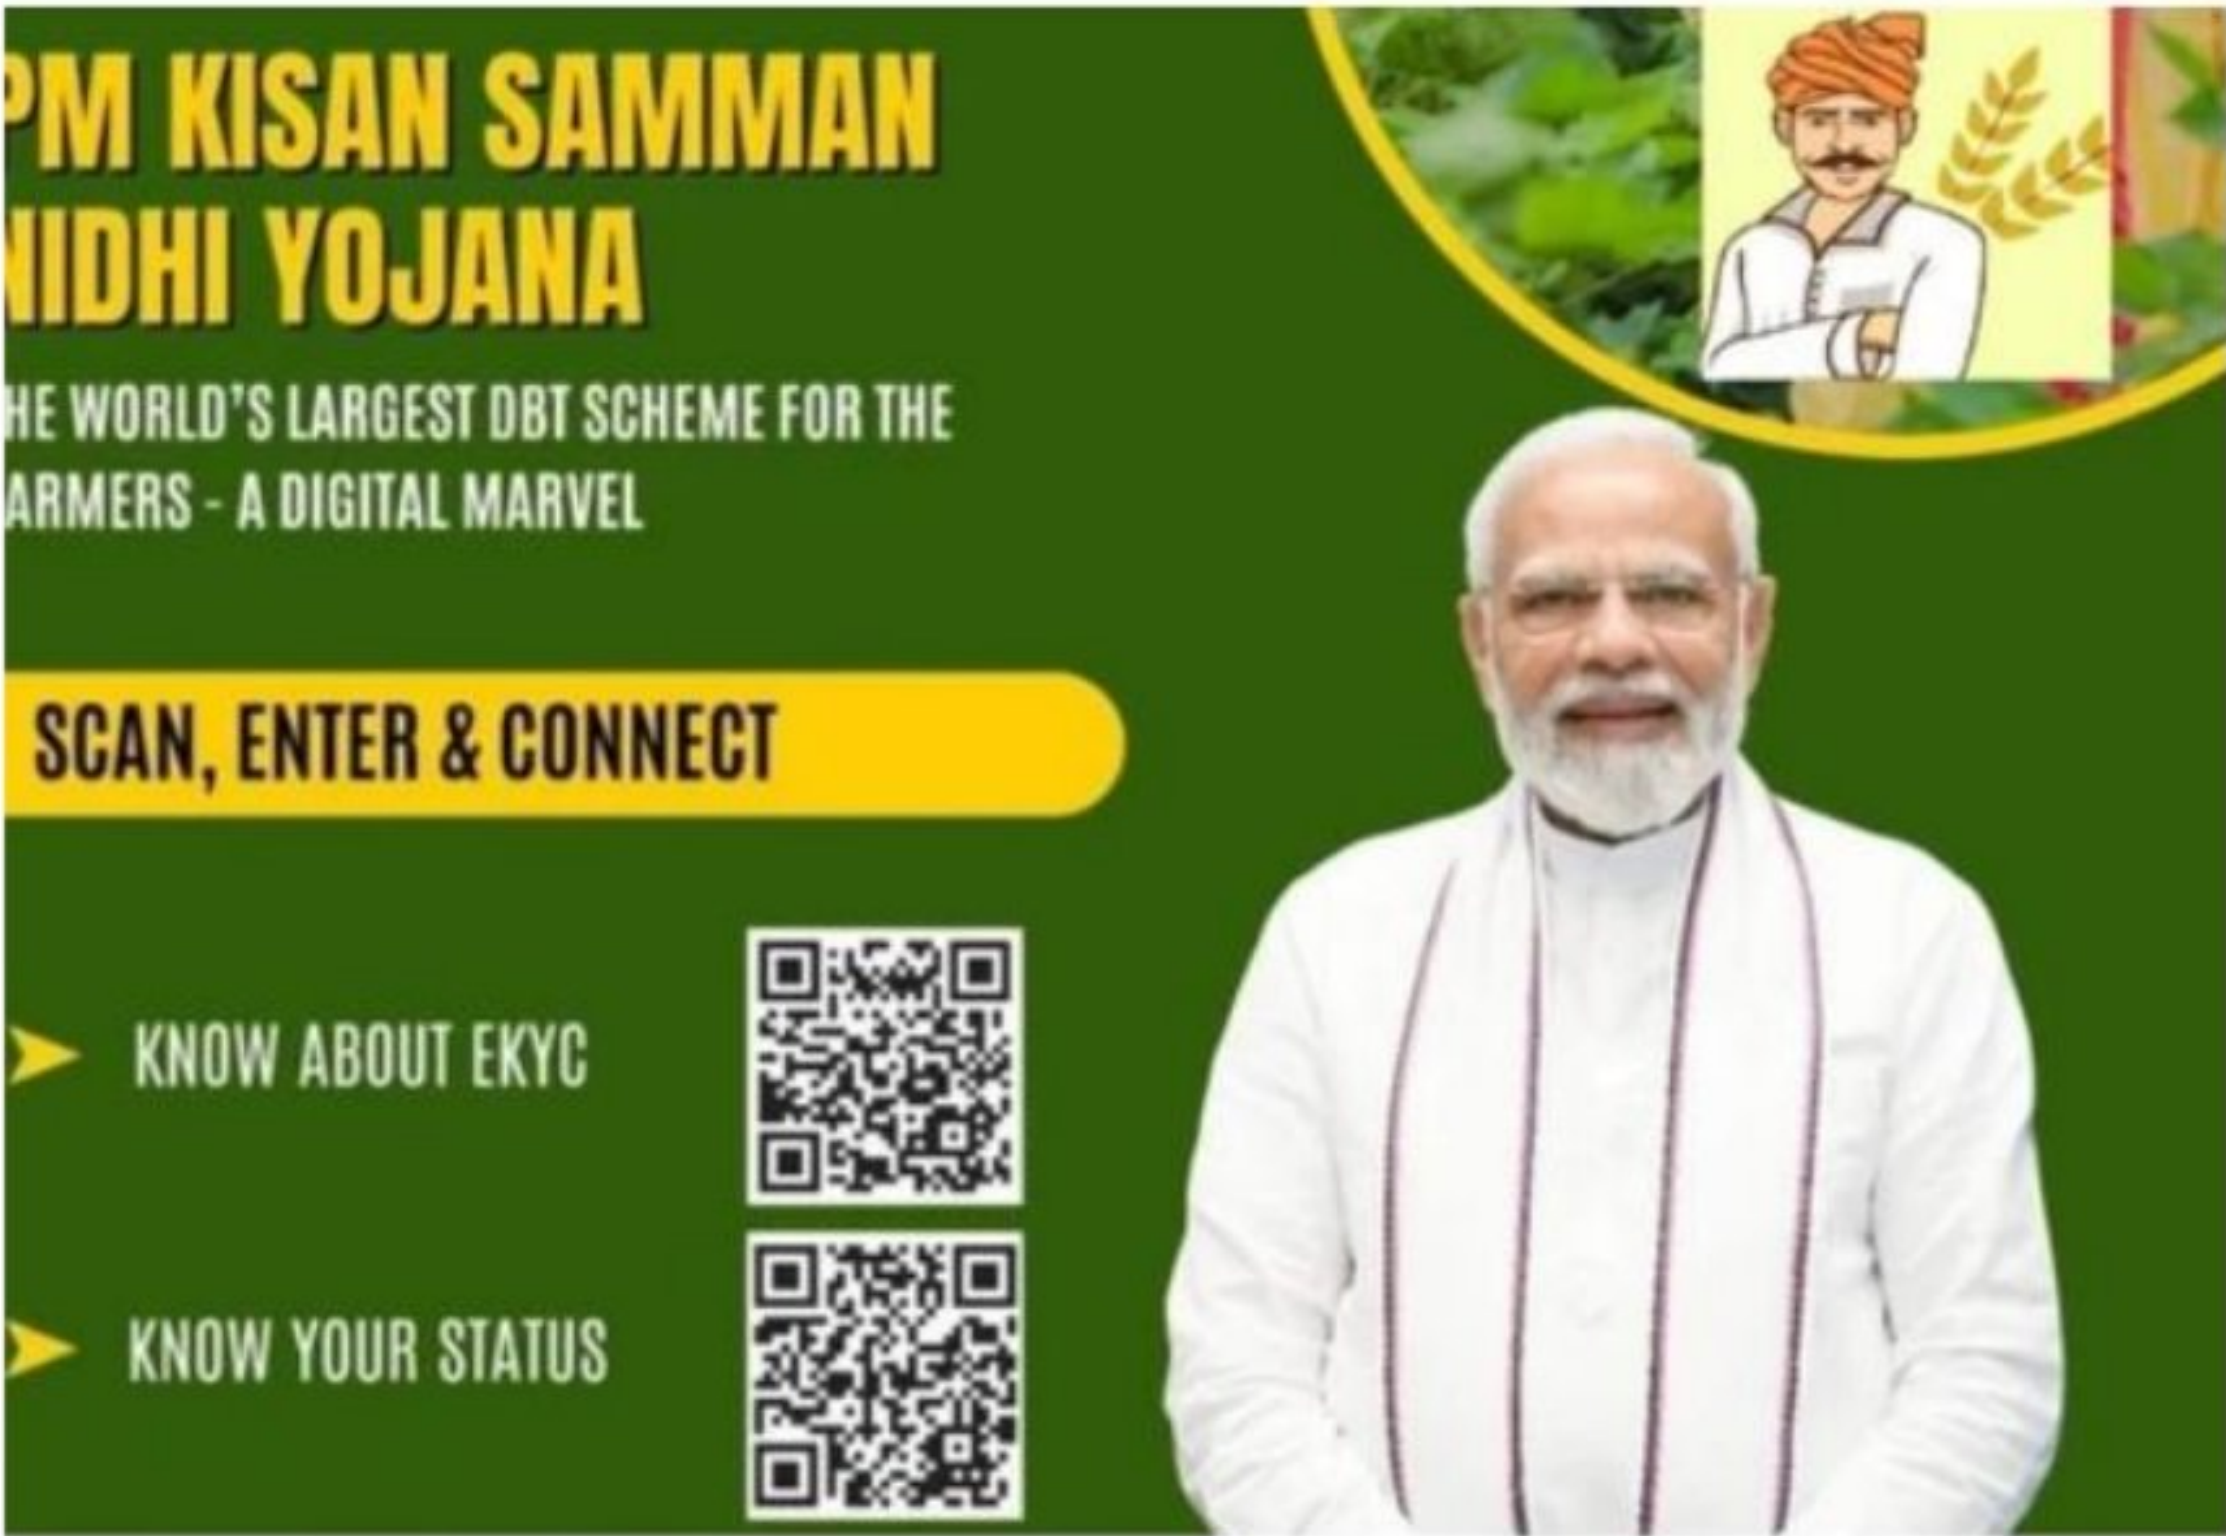 PM KISAN SAMMAN
NIDHI YOJANA
HE WORLD'S LARGEST DBT SCHEME FOR THE
ARMERS - A DIGITAL MARVEL
SCAN, ENTER & CONNECT
KNOW ABOUT EKYC
KNOW YOUR STATUS